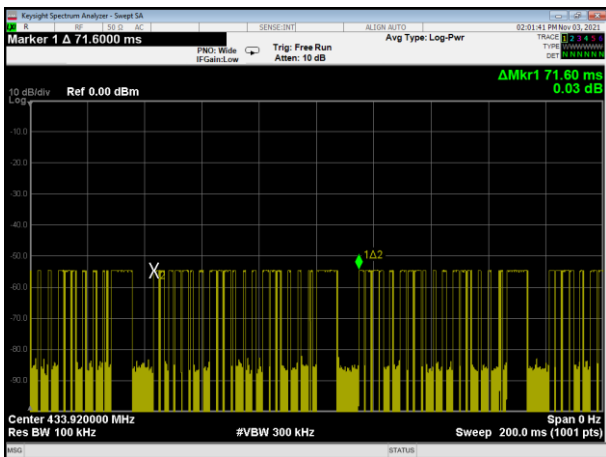 Keysight Spectrum Analyzer - Swept SA
R RF 50 Ω AC SENSE:INT ALIGN AUTO 02:01:41 PM Nov 03, 2021
Marker 1 Δ 71.6000 ms
PNO: Wide
IFGain:Low
Trig: Free Run
Atten: 10 dB
Avg Type: Log-Pwr
TRACE 1 2 3 4 5 6
TYPE WWWWWW
DET N N N N N N
ΔMkr1 71.60 ms
0.03 dB
10 dB/div Ref 0.00 dBm
Log
-10.0
-20.0
-30.0
-40.0
-50.0
1Δ2
X2
-60.0
-70.0
-80.0
-90.0
Center 433.920000 MHz Span 0 Hz
Res BW 100 kHz #VBW 300 kHz Sweep 200.0 ms (1001 pts)
MSG STATUS